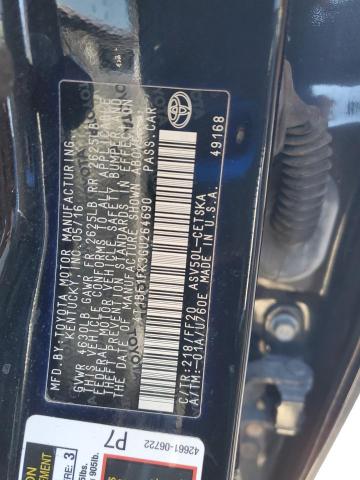 MFD.BY: TOYOTA MOTOR MANUFACTURING,
KENTUCKY, INC. 05/16
GVWR 4630LB GAWR FR 2625LB RR 2625LB
THIS VEHICLE CONFORMS TO ALL APPLICABLE
FEDERAL MOTOR VEHICLE SAFETY, BUMPER, AND
THEFT PREVENTION STANDARDS IN EFFECT ON
THE DATE OF MANUFACTURE SHOWN ABOVE.
PASS. CAR
C/TR: 218/FF20 ASV50L-CETSKA
A/TM: -01A/U760E MADE IN U.S.A.
49168
P7
42661-06722
TOYOTA
3